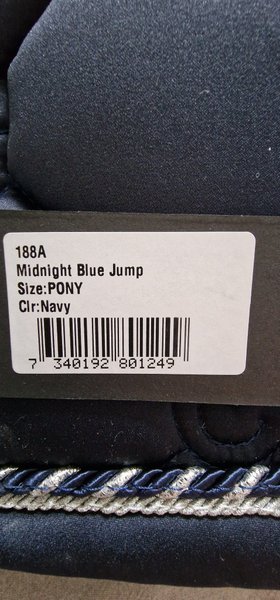 188A
Midnight Blue Jump
Size:PONY
Clr:Navy
7 340192 801249